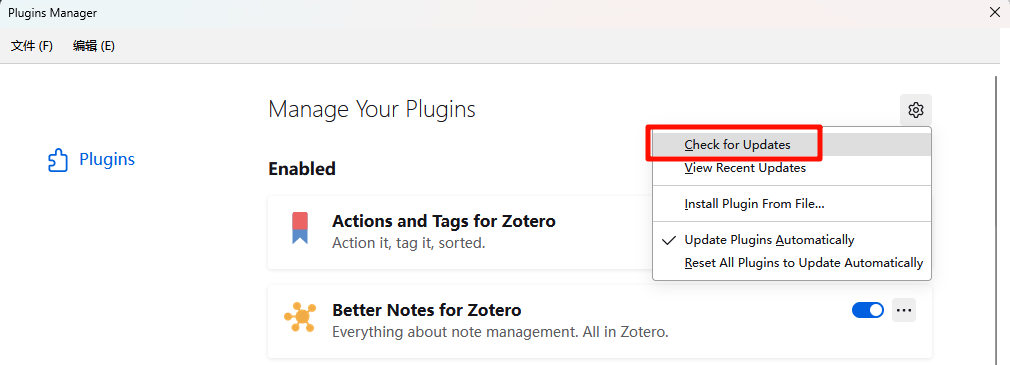 Plugins Manager
文件 (F) 编辑 (E)
Manage Your Plugins
Plugins
Check for Updates
View Recent Updates
Install Plugin From File...
Update Plugins Automatically
Reset All Plugins to Update Automatically
Enabled
Actions and Tags for Zotero
Action it, tag it, sorted.
Better Notes for Zotero
Everything about note management. All in Zotero.